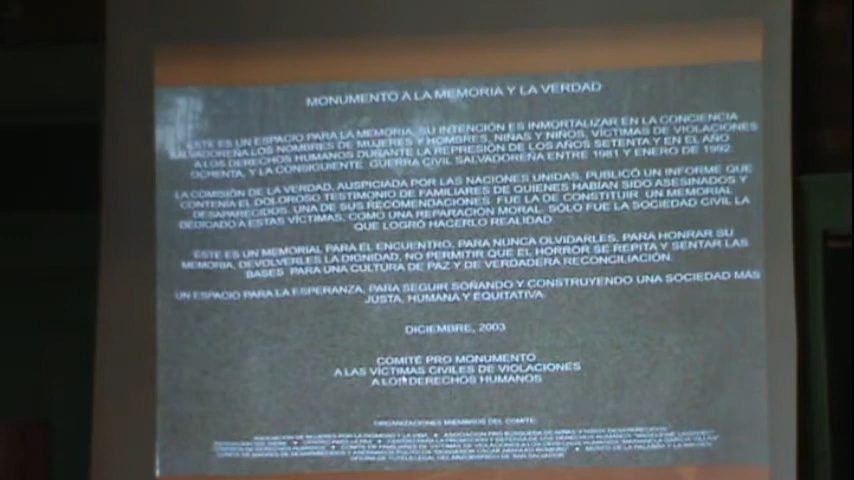 MONUMENTO A LA MEMORIA Y LA VERDAD
ESTE ES UN ESPACIO PARA LA MEMORIA, SU INTENCIÓN ES INMORTALIZAR EN LA CONCIENCIA
SALVADOREÑA LOS NOMBRES DE MUJERES Y HOMBRES, NIÑAS Y NIÑOS, VÍCTIMAS DE VIOLACIONES
A LOS DERECHOS HUMANOS DURANTE LA REPRESIÓN DE LOS AÑOS SETENTA Y EN EL AÑO
OCHENTA, Y LA CONSIGUIENTE GUERRA CIVIL SALVADOREÑA ENTRE 1981 Y ENERO DE 1992.
LA COMISIÓN DE LA VERDAD, AUSPICIADA POR LAS NACIONES UNIDAS, PUBLICÓ UN INFORME QUE
CONTENÍA EL DOLOROSO TESTIMONIO DE FAMILIARES DE QUIENES HABÍAN SIDO ASESINADOS Y
DESAPARECIDOS, UNA DE SUS RECOMENDACIONES, FUE LA DE CONSTITUIR UN MEMORIAL
DEDICADO A ESTAS VÍCTIMAS, COMO UNA REPARACIÓN MORAL. SÓLO FUE LA SOCIEDAD CIVIL LA
QUE LOGRÓ HACERLO REALIDAD.
ESTE ES UN MEMORIAL PARA EL ENCUENTRO, PARA NUNCA OLVIDARLES, PARA HONRAR SU
MEMORIA, DEVOLVERLES LA DIGNIDAD, NO PERMITIR QUE EL HORROR SE REPITA Y SENTAR LAS
BASES PARA UNA CULTURA DE PAZ Y DE VERDADERA RECONCILIACIÓN.
UN ESPACIO PARA LA ESPERANZA, PARA SEGUIR SOÑANDO Y CONSTRUYENDO UNA SOCIEDAD MÁS
JUSTA, HUMANA Y EQUITATIVA.
DICIEMBRE, 2003
COMITÉ PRO MONUMENTO
A LAS VÍCTIMAS CIVILES DE VIOLACIONES
A LOS DERECHOS HUMANOS
ORGANIZACIONES MIEMBROS DEL COMITÉ: